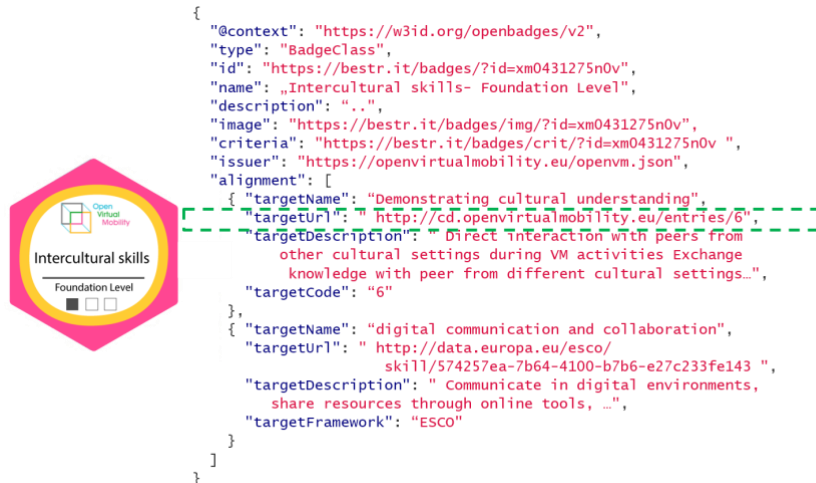 {
"@context": "https://w3id.org/openbadges/v2",
"type": "BadgeClass",
"id": "https://bestr.it/badges/?id=xm0431275n0v",
"name": „Intercultural skills- Foundation Level",
"description": "..",
"image": "https://bestr.it/badges/img/?id=xm0431275n0v",
"criteria": "https://bestr.it/badges/crit/?id=xm0431275n0v ",
"issuer": "https://openvirtualmobility.eu/openvm.json",
"alignment": [
{ "targetName": "Demonstrating cultural understanding",
"targetUrl": " http://cd.openvirtualmobility.eu/entries/6",
"targetDescription": " Direct interaction with peers from
other cultural settings during VM activities Exchange
knowledge with peer from different cultural settings…",
"targetCode": "6"
},
{ "targetName": "digital communication and collaboration",
"targetUrl": " http://data.europa.eu/esco/
skill/574257ea-7b64-4100-b7b6-e27c233fe143 ",
"targetDescription": " Communicate in digital environments,
share resources through online tools, …",
"targetFramework": "ESCO"
}
]
}
Open
Virtual
Mobility
Intercultural skills
Foundation Level